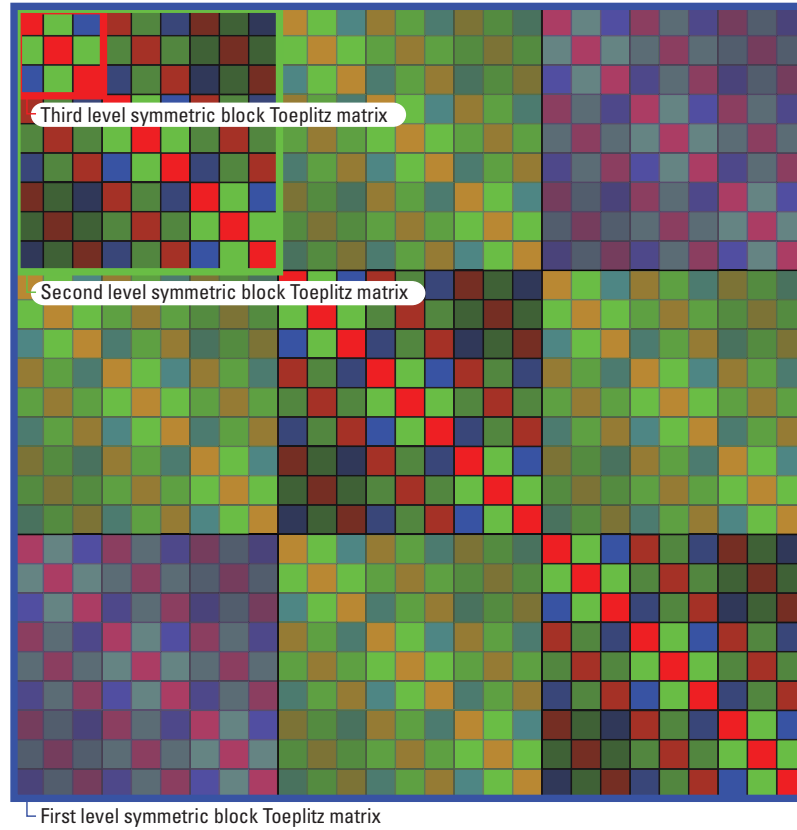 Third level symmetric block Toeplitz matrix
Second level symmetric block Toeplitz matrix
First level symmetric block Toeplitz matrix